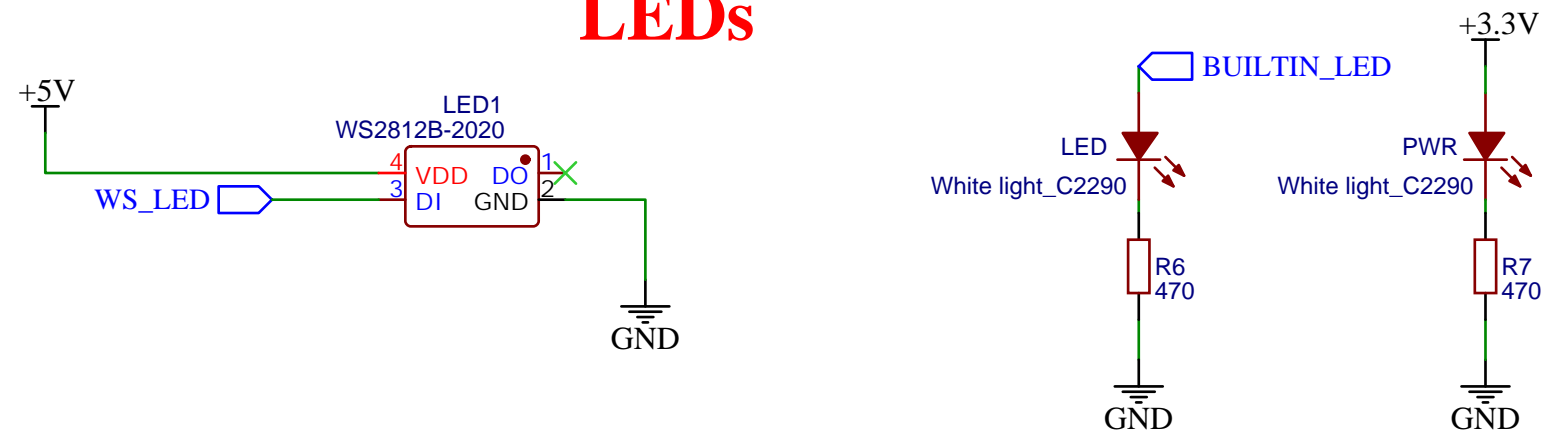 LEDs
+5V
LED1
WS2812B-2020
4
VDD
DO
1
WS_LED
3
DI
GND
2
GND
BUILTIN_LED
LED
White light_C2290
R6
470
GND
+3.3V
PWR
White light_C2290
R7
470
GND